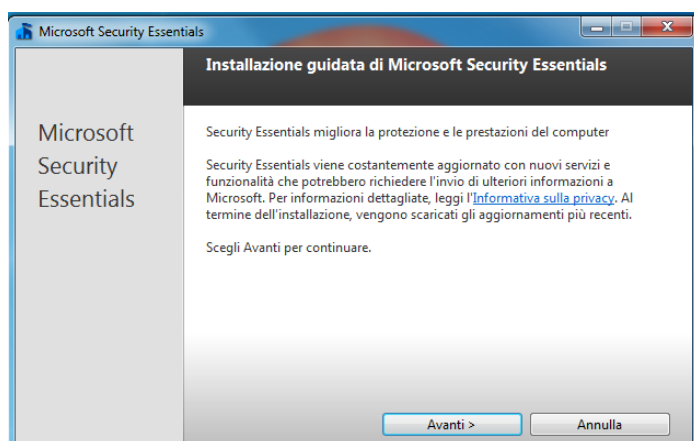 Microsoft Security Essentials
Installazione guidata di Microsoft Security Essentials
Microsoft
Security
Essentials
Security Essentials migliora la protezione e le prestazioni del computer
Security Essentials viene costantemente aggiornato con nuovi servizi e
funzionalità che potrebbero richiedere l'invio di ulteriori informazioni a
Microsoft. Per informazioni dettagliate, leggi l'Informativa sulla privacy. Al
termine dell'installazione, vengono scaricati gli aggiornamenti più recenti.
Scegli Avanti per continuare.
Avanti >
Annulla